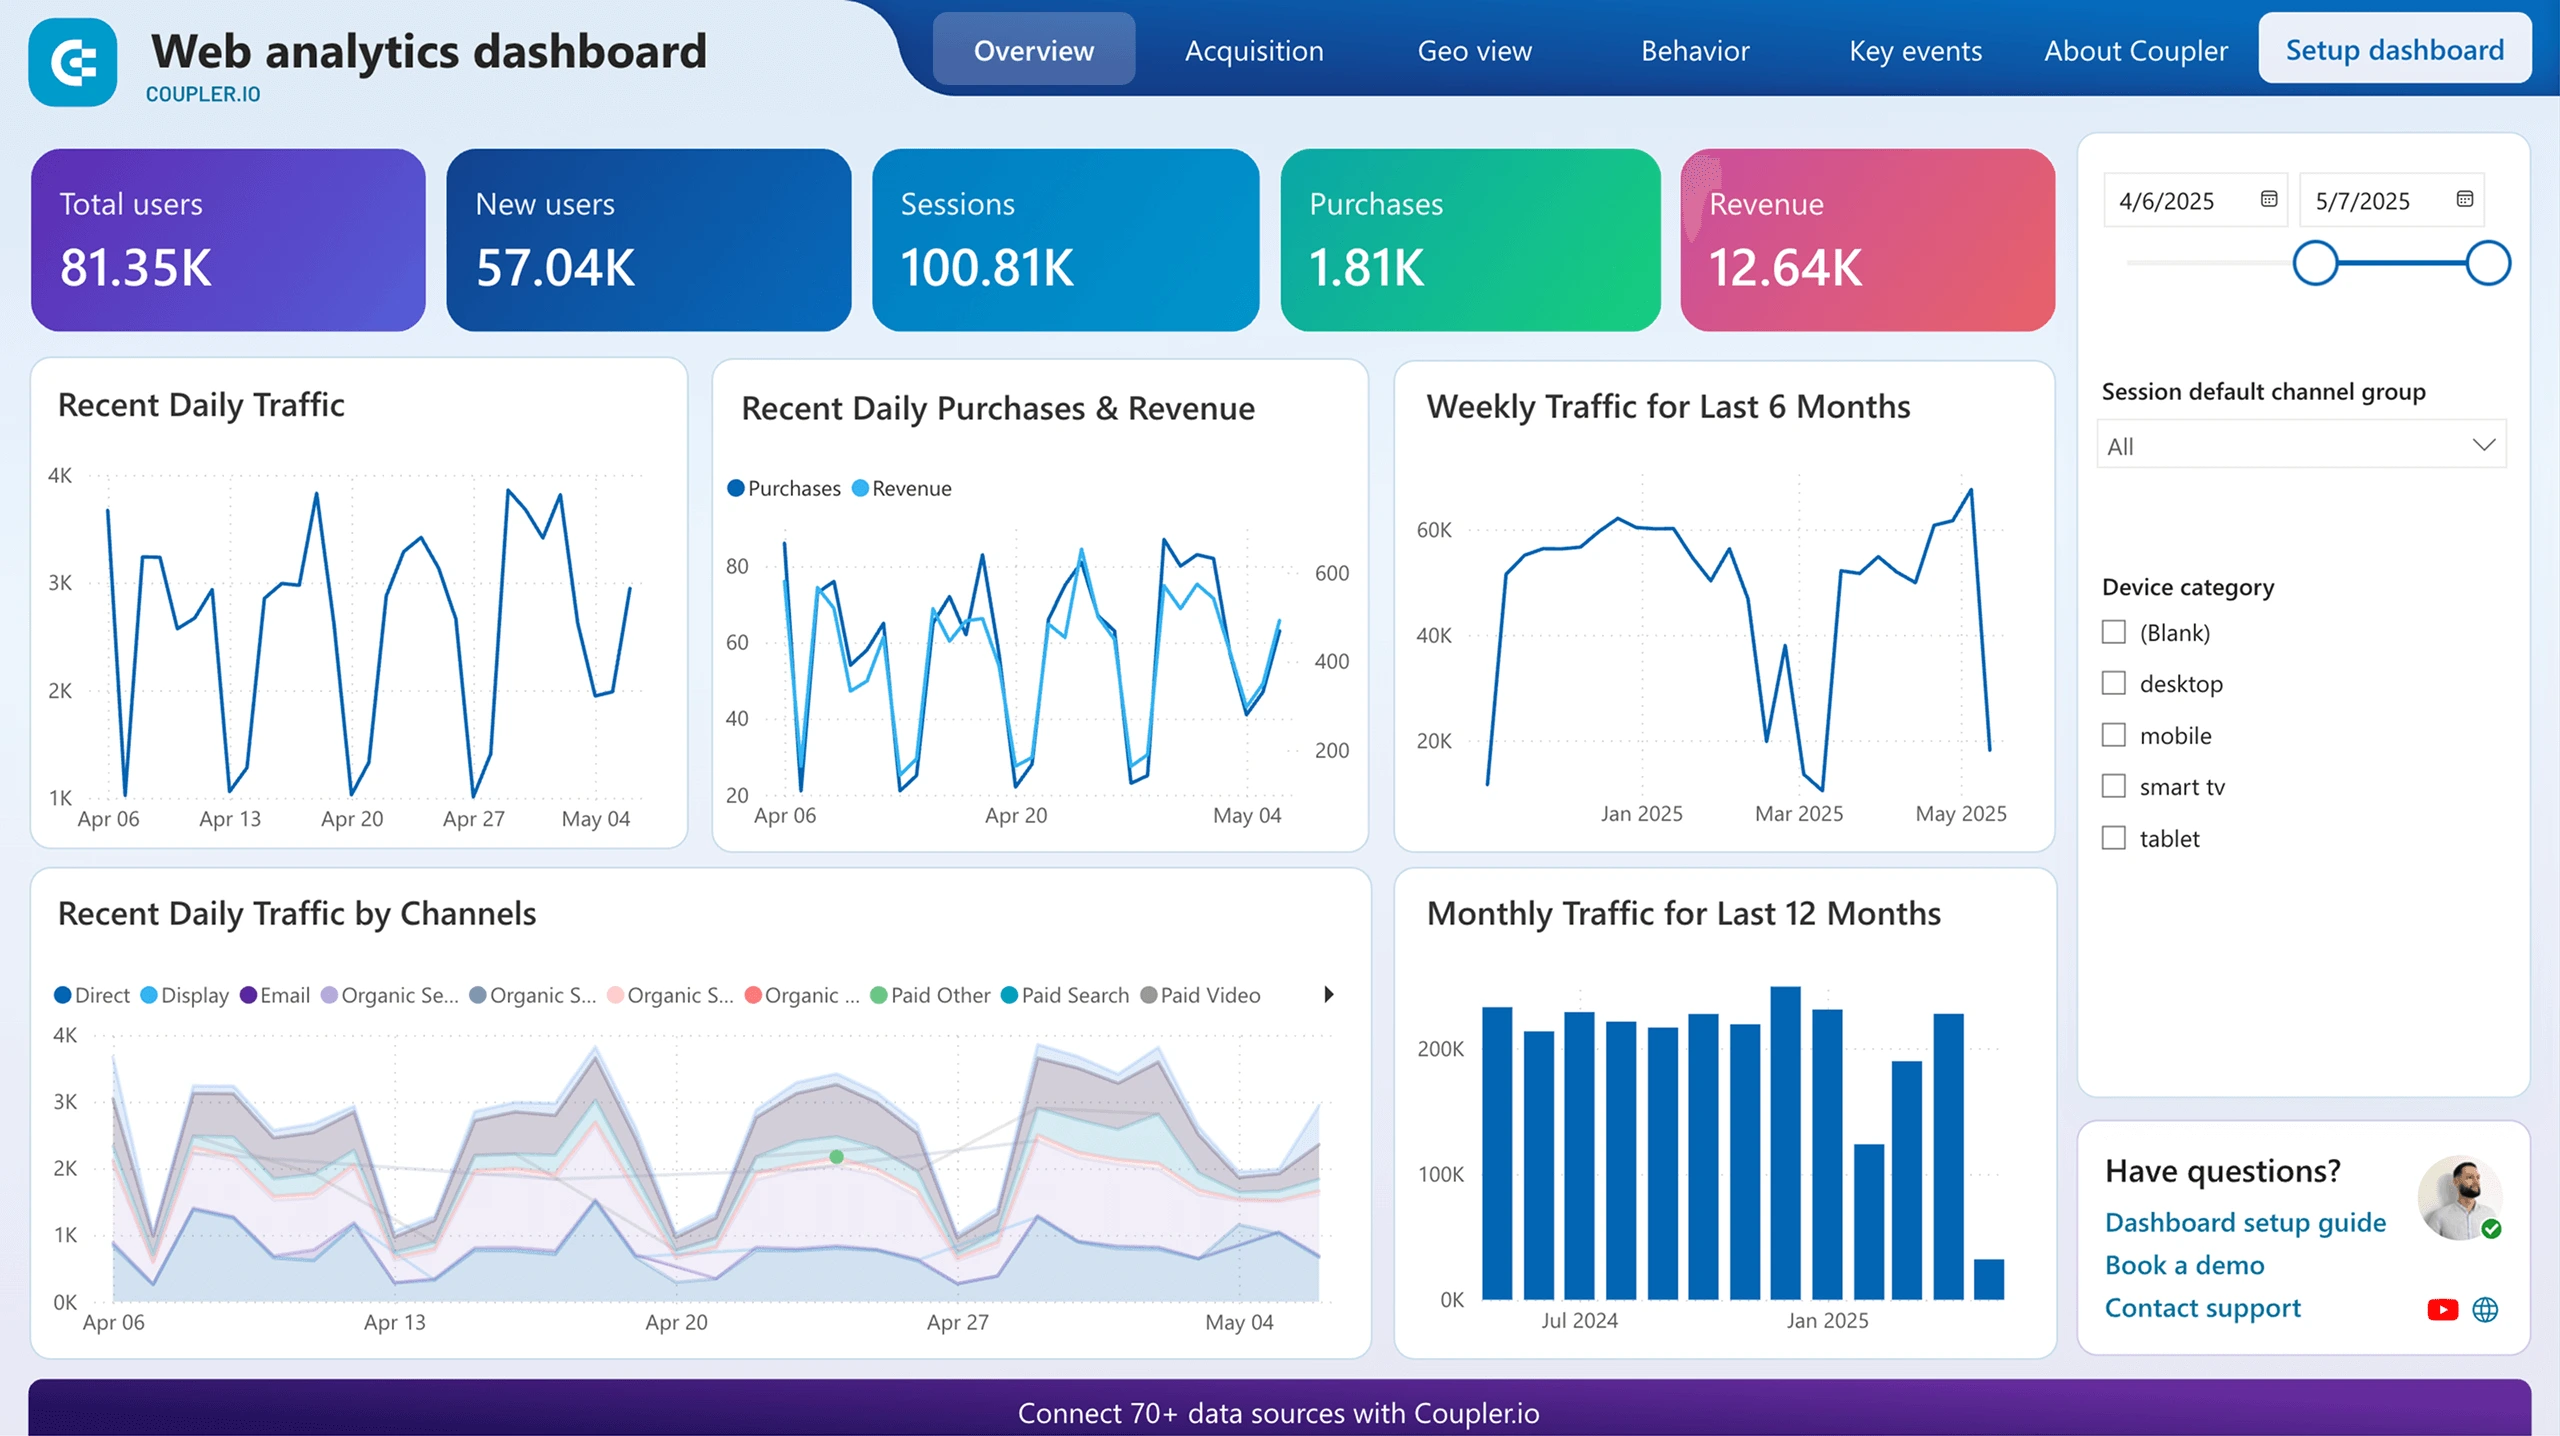 Web analytics dashboard
COUPLER.IO
Overview
Acquisition
Geo view
Behavior
Key events
About Coupler
Setup dashboard
Total users
81.35K
New users
57.04K
Sessions
100.81K
Purchases
1.81K
Revenue
12.64K
4/6/2025
5/7/2025
Session default channel group
All
Device category
(Blank)
desktop
mobile
smart tv
tablet
Recent Daily Traffic
4K
3K
2K
1K
Apr 06 Apr 13 Apr 20 Apr 27 May 04
Recent Daily Purchases & Revenue
Purchases Revenue
80
60
40
20
600
400
200
Apr 06 Apr 20 May 04
Weekly Traffic for Last 6 Months
60K
40K
20K
Jan 2025 Mar 2025 May 2025
Recent Daily Traffic by Channels
Direct Display Email Organic Se... Organic S... Organic S... Organic ... Paid Other Paid Search Paid Video
4K
3K
2K
1K
0K
Apr 06 Apr 13 Apr 20 Apr 27 May 04
Monthly Traffic for Last 12 Months
200K
100K
0K
Jul 2024 Jan 2025
Have questions?
Dashboard setup guide
Book a demo
Contact support
Connect 70+ data sources with Coupler.io